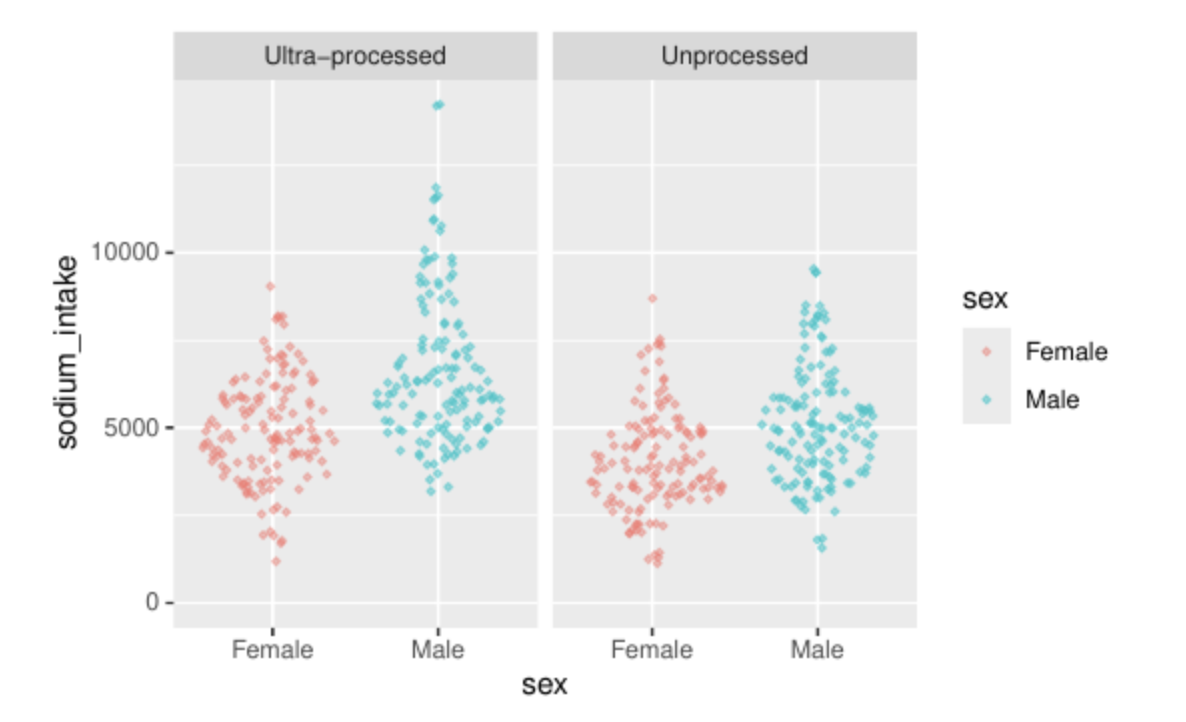 Ultra−processed
Unprocessed
sodium_intake
10000
5000
0
Female
Male
Female
Male
sex
sex
Female
Male